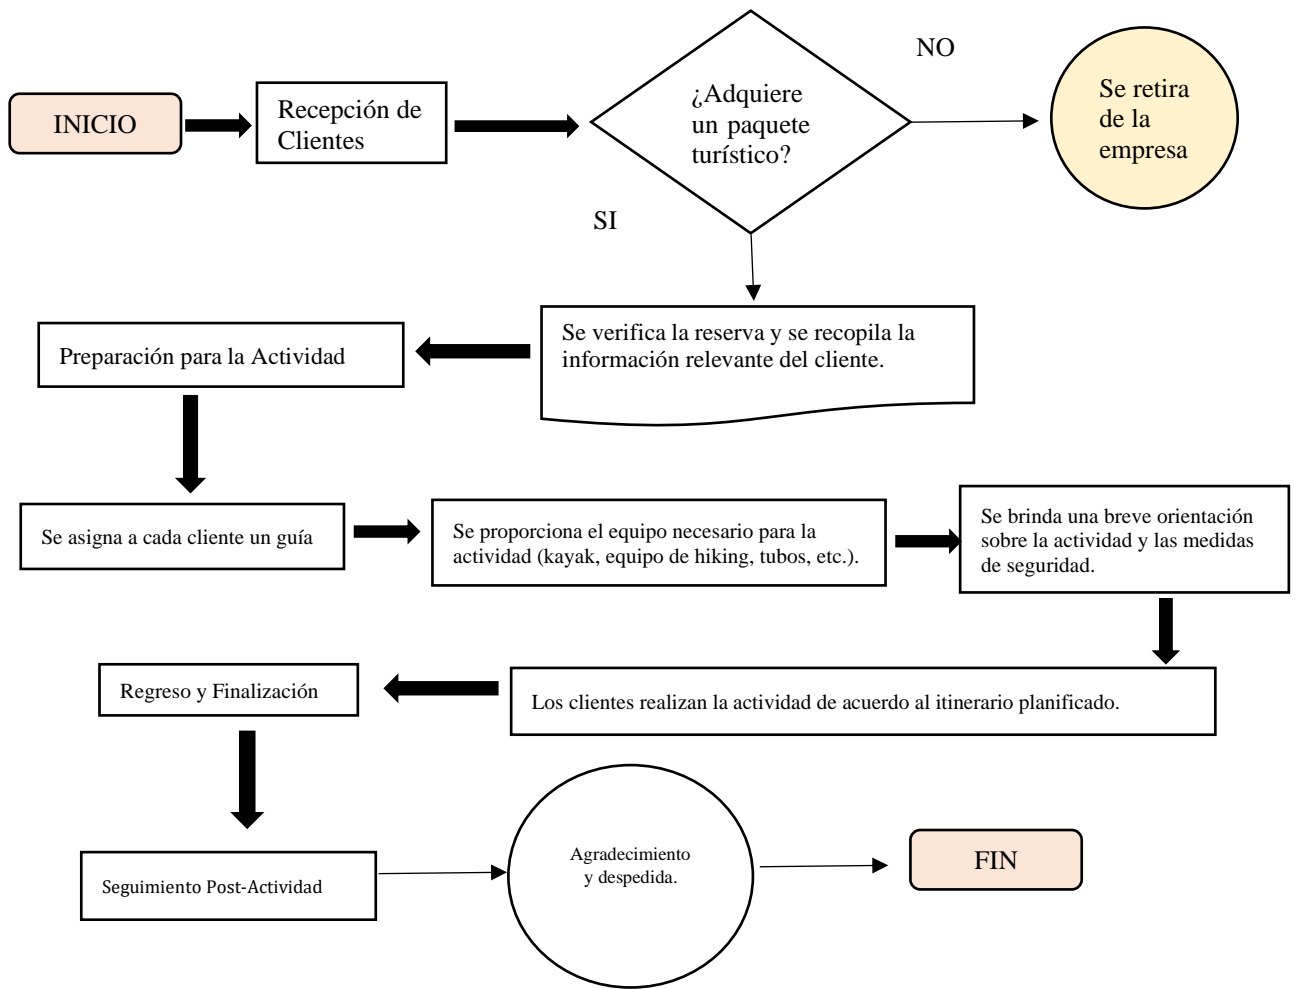 INICIO
Recepción de
Clientes
¿Adquiere
un paquete
turístico?
NO
Se retira
de la
empresa
SI
Se verifica la reserva y se recopila la
información relevante del cliente.
Preparación para la Actividad
Se asigna a cada cliente un guía
Se proporciona el equipo necesario para la
actividad (kayak, equipo de hiking, tubos, etc.).
Se brinda una breve orientación
sobre la actividad y las medidas
de seguridad.
Los clientes realizan la actividad de acuerdo al itinerario planificado.
Regreso y Finalización
Seguimiento Post-Actividad
Agradecimiento
y despedida.
FIN